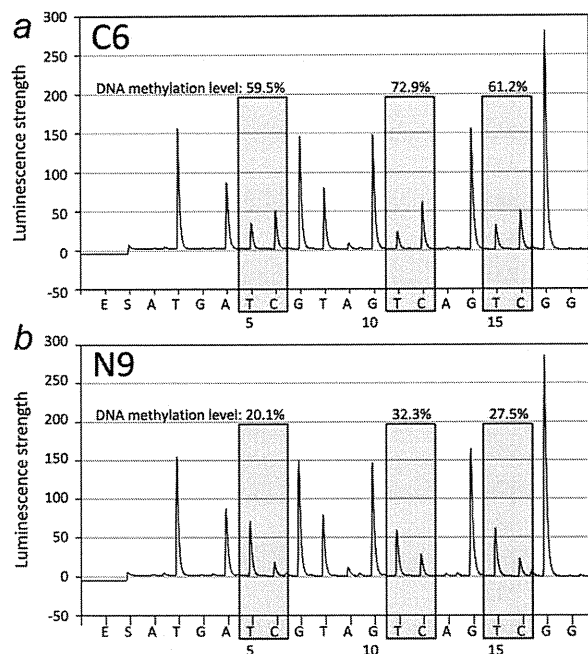 a
C6
Luminescence strength
300
250
200
150
100
50
0
-50
DNA methylation level: 59.5% 72.9% 61.2%
E S A T G A T C G T A G T C A G T C G G
5 10 15
b
N9
Luminescence strength
300
250
200
150
100
50
0
-50
DNA methylation level: 20.1% 32.3% 27.5%
E S A T G A T C G T A G T C A G T C G G
5 10 15